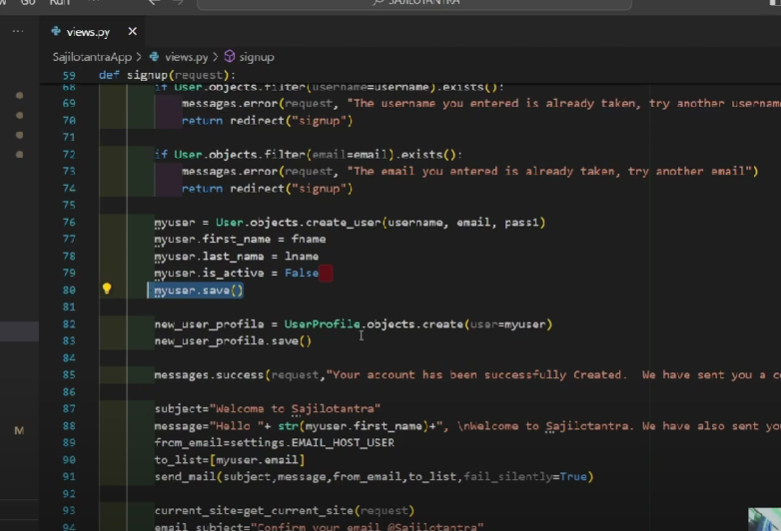 Go Run
SAJILOTANTRA
views.py
SajilotantraApp > views.py > signup
59 def signup(request):
68 if User.objects.filter(username=username).exists():
69 messages.error(request, "The username you entered is already taken, try another usernam
70 return redirect("signup")
71
72 if User.objects.filter(email=email).exists():
73 messages.error(request, "The email you entered is already taken, try another email")
74 return redirect("signup")
75
76 myuser = User.objects.create_user(username, email, pass1)
77 myuser.first_name = fname
78 myuser.last_name = lname
79 myuser.is_active = False
80 myuser.save()
81
82 new_user_profile = UserProfile.objects.create(user=myuser)
83 new_user_profile.save()
84
85 messages.success(request,"Your account has been successfully Created. We have sent you a c
86
87 subject="Welcome to Sajilotantra"
88 message="Hello "+ str(myuser.first_name)+", \nWelcome to Sajilotantra. We have also sent yo
M
89 from_email=settings.EMAIL_HOST_USER
90 to_list=[myuser.email]
91 send_mail(subject,message,from_email,to_list,fail_silently=True)
92
93 current_site=get_current_site(request)
94 email_subject="Confirm your email @Sajilotantra"